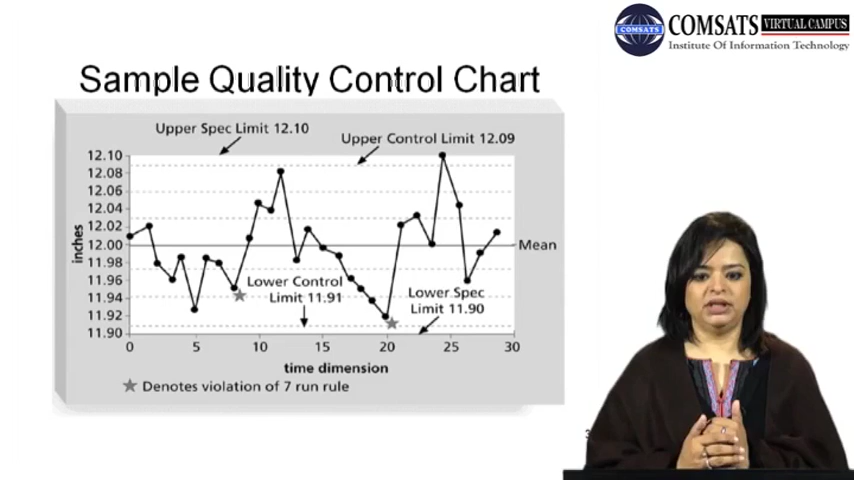 COMSATS
COMSATS VIRTUAL CAMPUS
Institute Of Information Technology
Sample Quality Control Chart
Upper Spec Limit 12.10
Upper Control Limit 12.09
12.10
12.08
12.06
12.04
12.02
12.00
11.98
11.96
11.94
11.92
11.90
inches
Mean
Lower Control
Limit 11.91
Lower Spec
Limit 11.90
0 5 10 15 20 25 30
time dimension
Denotes violation of 7 run rule